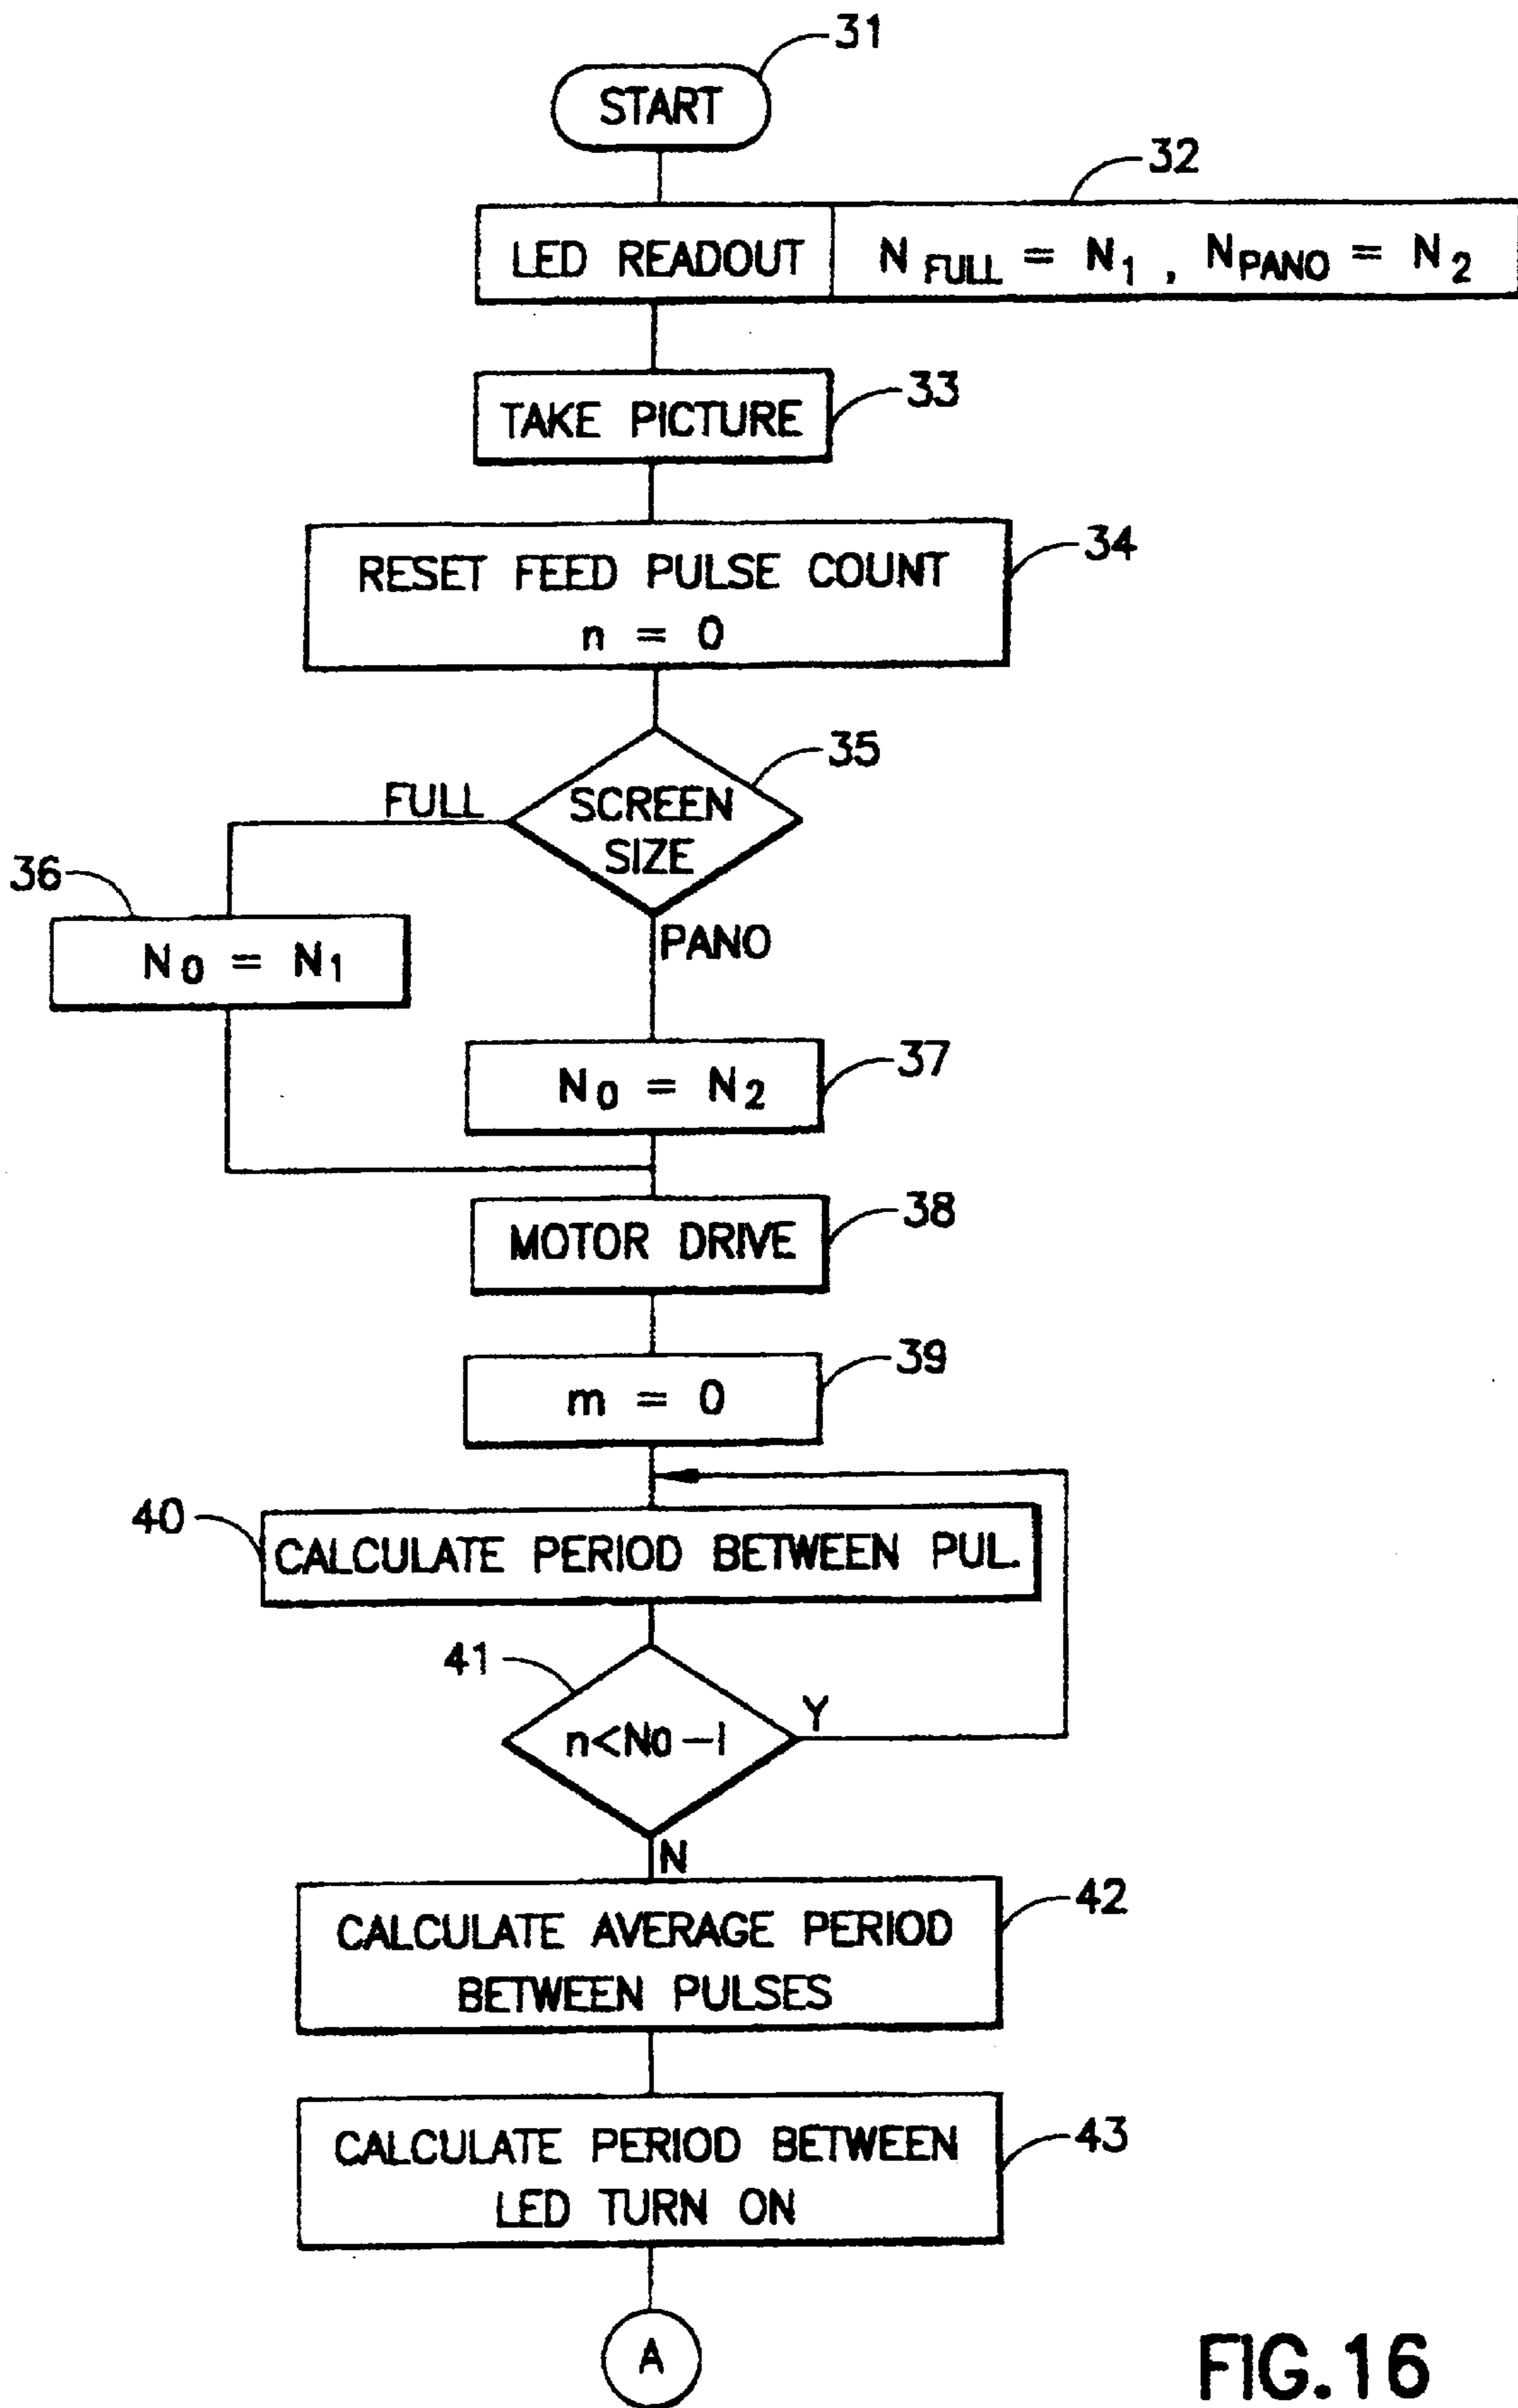 31
START
32
LED READOUT N FULL = N1 , N PANO = N2
33
TAKE PICTURE
34
RESET FEED PULSE COUNT
n = 0
35
FULL
SCREEN
SIZE
36
N0 = N1
PANO
37
N0 = N2
38
MOTOR DRIVE
39
m = 0
40
CALCULATE PERIOD BETWEEN PUL.
41
n<N0-1
Y
N
42
CALCULATE AVERAGE PERIOD
BETWEEN PULSES
43
CALCULATE PERIOD BETWEEN
LED TURN ON
A
FIG.16